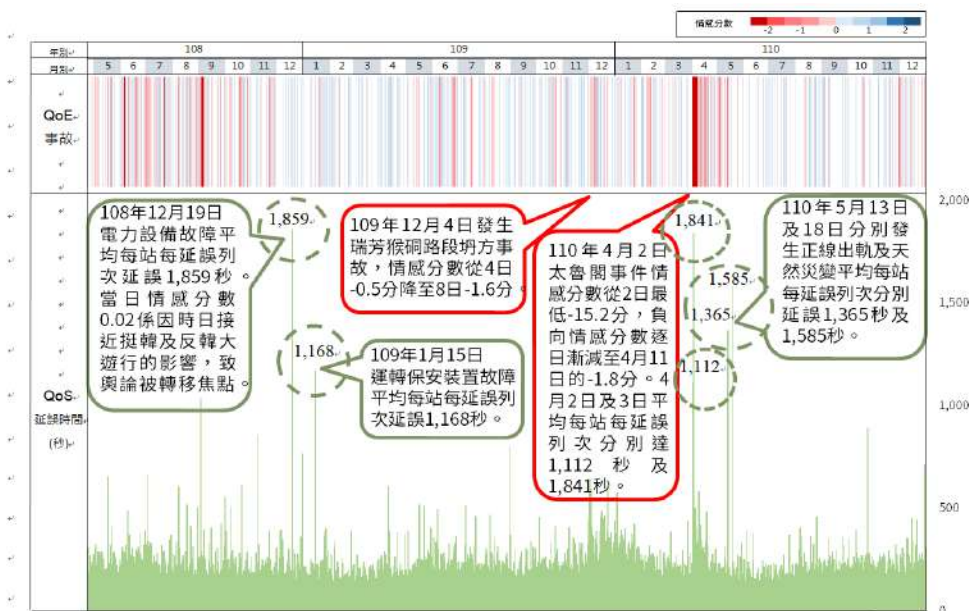 情感分數
-2 -1 0 1 2
年別 108 109 110
月別 5 6 7 8 9 10 11 12 1 2 3 4 5 6 7 8 9 10 11 12 1 2 3 4 5 6 7 8 9 10 11 12
QoE
事故
QoS
延誤時間
(秒)
2,000
1,500
1,000
500
0
108年12月19日
電力設備故障平
均每站每延誤列
次延誤1,859秒。
當日情感分數
0.02係因時日接
近挺韓及反韓大
遊行的影響，致
輿論被轉移焦點。
1,859
1,168
109年1月15日
運轉保安裝置故障
平均每站每延誤列
次延誤1,168秒。
109年12月4日發生
瑞芳猴硐路段坍方事
故，情感分數從4日
-0.5分降至8日-1.6分。
110年4月2日
太魯閣事件情
感分數從2日最
低-15.2分，負
向情感分數逐
日漸減至4月11
日的-1.8分。4
月2日及3日平
均每站每延誤
列次分別達
1,112秒及
1,841秒。
1,841
1,585
1,365
1,112
110年5月13日
及18日分別發
生正線出軌及天
然災變平均每站
每延誤列次分別
延誤1,365秒及
1,585秒。